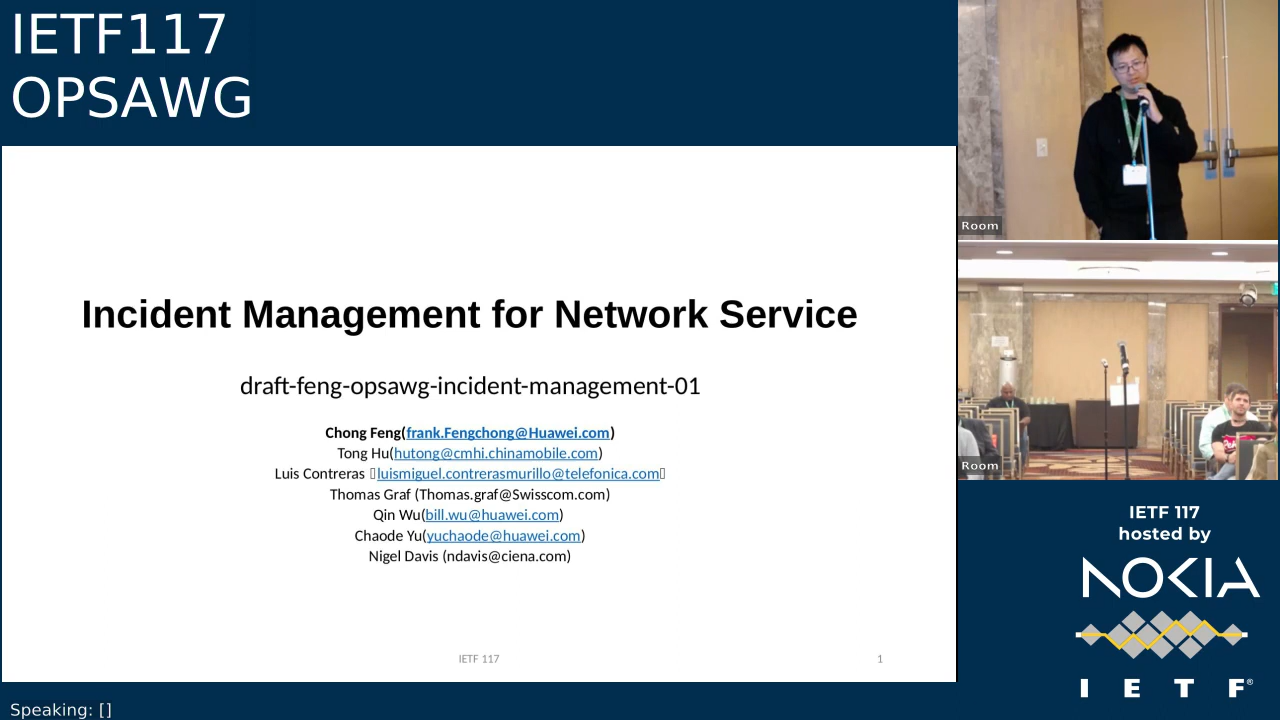 IETF117
OPSAWG
Incident Management for Network Service
draft-feng-opsawg-incident-management-01
Chong Feng(frank.Fengchong@Huawei.com)
Tong Hu(hutong@cmhi.chinamobile.com)
Luis Contreras luismiguel.contrerasmurillo@telefonica.com
Thomas Graf (Thomas.graf@Swisscom.com)
Qin Wu(bill.wu@huawei.com)
Chaode Yu(yuchaode@huawei.com)
Nigel Davis (ndavis@ciena.com)
IETF 117
1
Speaking: []
Room
Room
IETF 117
hosted by
NOKIA
IETF®